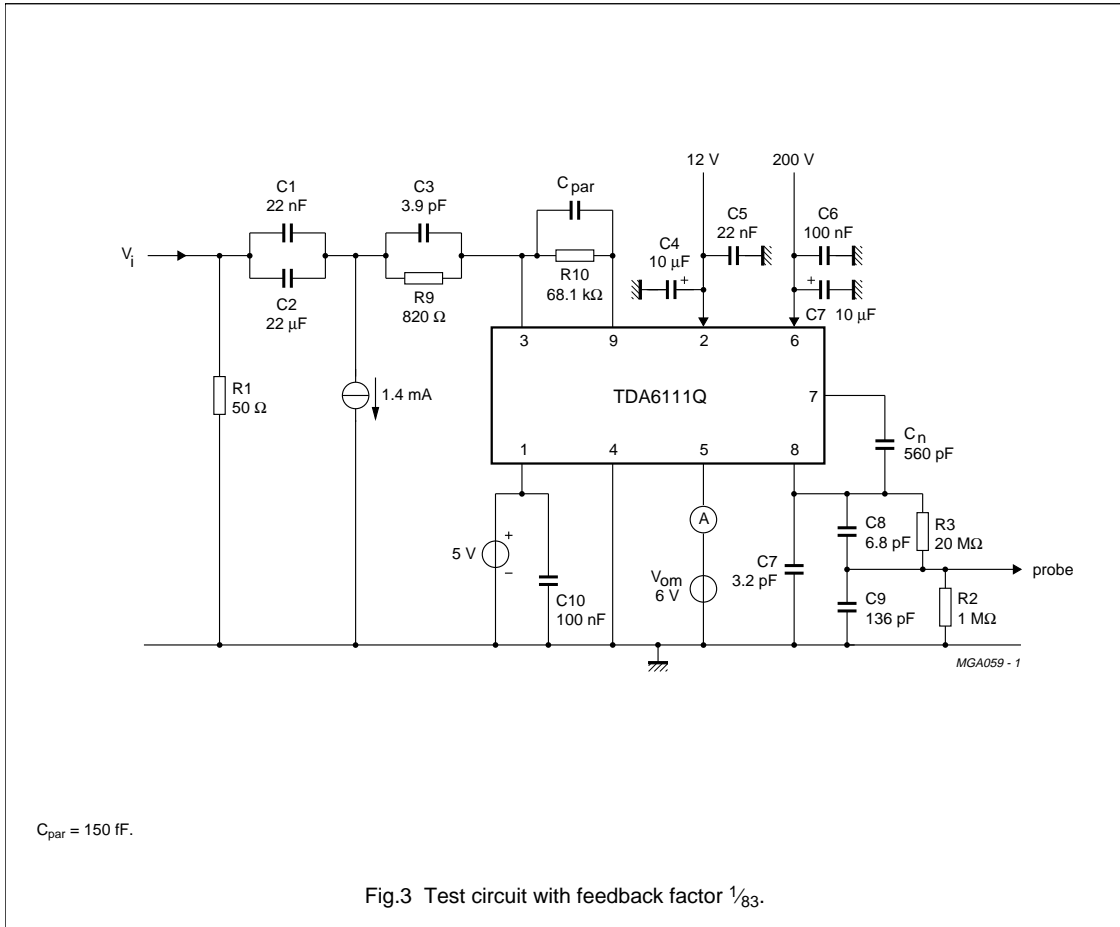 12 V
200 V
C par
C1
22 nF
C3
3.9 pF
C5
22 nF
C6
100 nF
C4
10 µF
+
Vi
C2
22 µF
R9
820 Ω
R10
68.1 kΩ
+
C7
10 µF
3
9
2
6
R1
50 Ω
1.4 mA
TDA6111Q
7
Cn
560 pF
1
4
5
8
5 V
+
–
A
C8
6.8 pF
R3
20 MΩ
C7
3.2 pF
probe
Vom
6 V
C10
100 nF
C9
136 pF
R2
1 MΩ
MGA059 - 1
Cpar = 150 fF.
Fig.3 Test circuit with feedback factor 1⁄83.